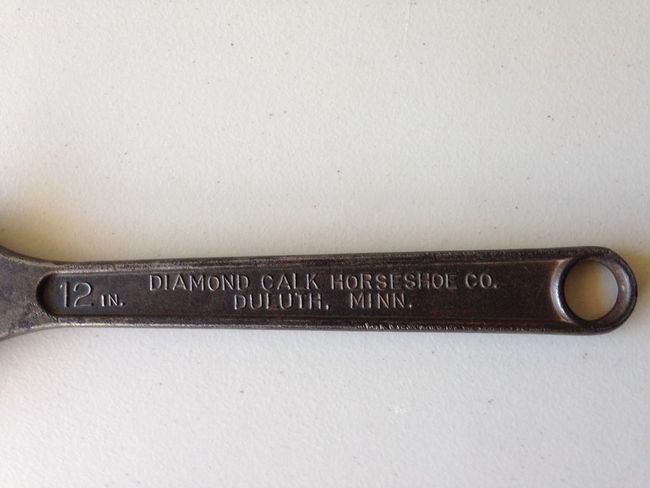 12 IN.
DIAMOND CALK HORSESHOE CO.
DULUTH, MINN.